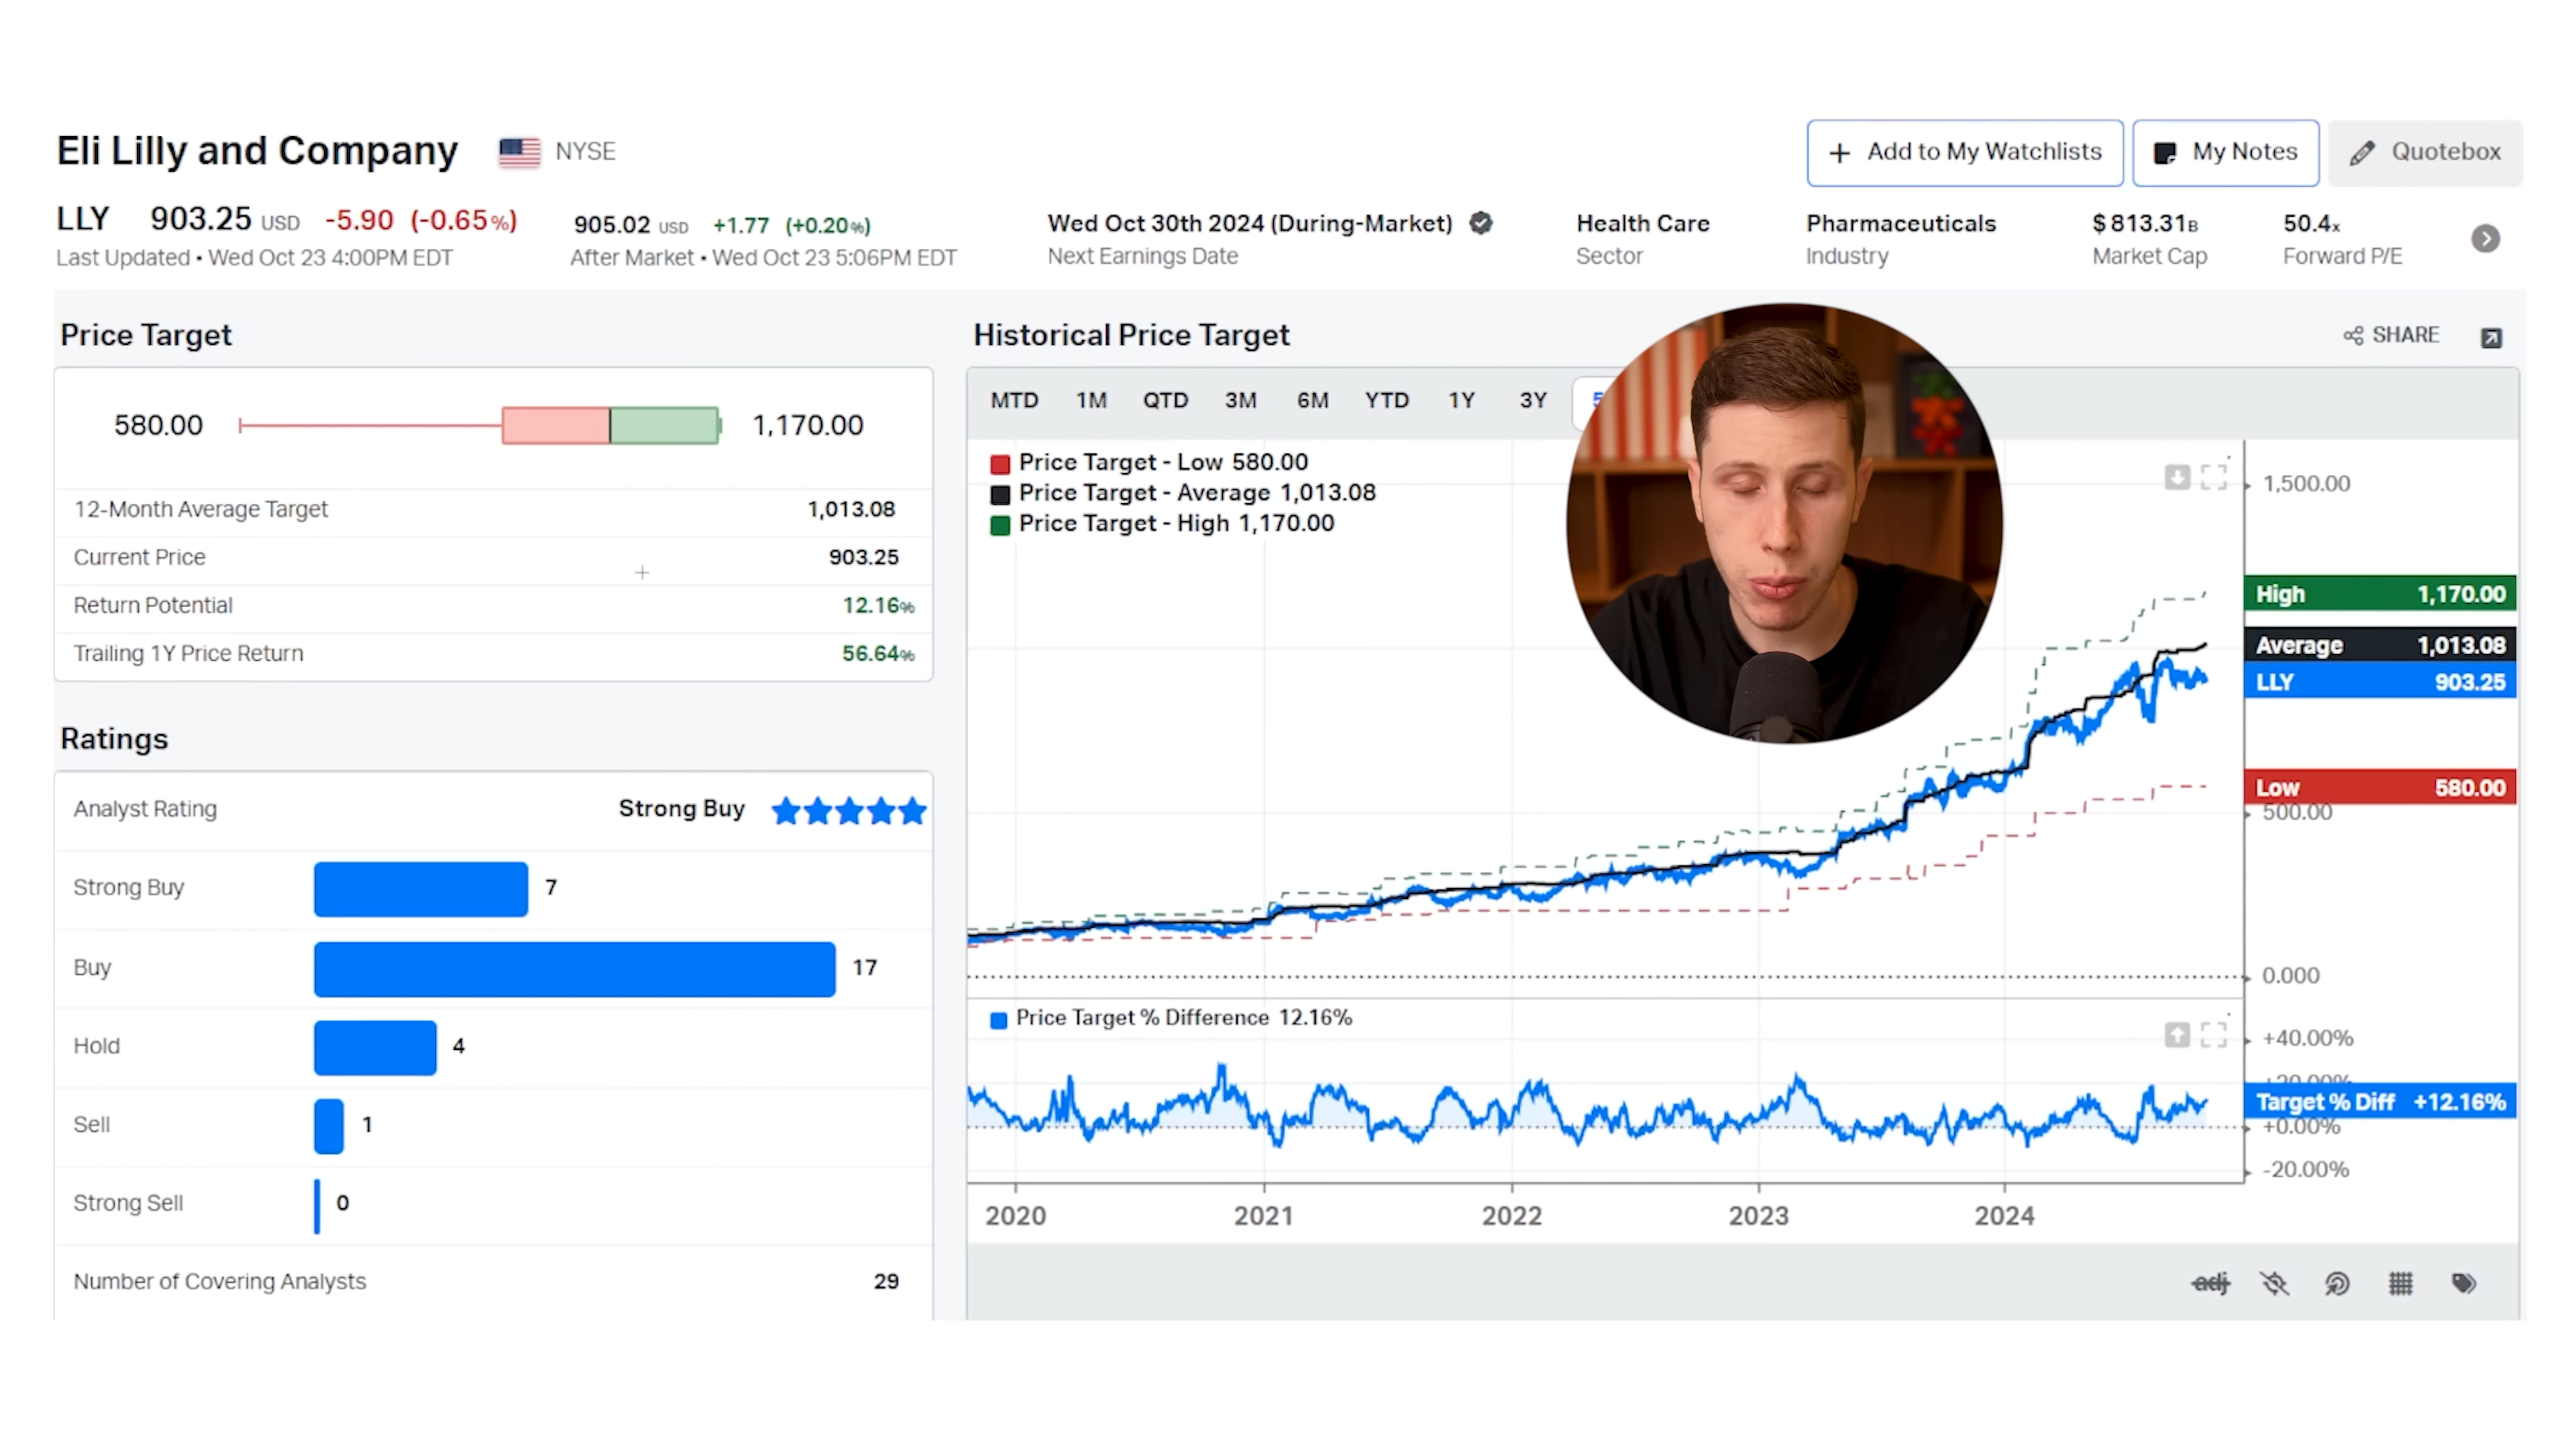 Eli Lilly and Company NYSE
+ Add to My Watchlists My Notes Quotebox
LLY 903.25 USD -5.90 (-0.65%) 905.02 USD +1.77 (+0.20%) Wed Oct 30th 2024 (During-Market) Health Care Pharmaceuticals $813.31B 50.4x
Last Updated • Wed Oct 23 4:00PM EDT After Market • Wed Oct 23 5:06PM EDT Next Earnings Date Sector Industry Market Cap Forward P/E
Price Target
580.00 1,170.00
12-Month Average Target 1,013.08
Current Price 903.25
Return Potential 12.16%
Trailing 1Y Price Return 56.64%
Ratings
Analyst Rating Strong Buy
Strong Buy 7
Buy 17
Hold 4
Sell 1
Strong Sell 0
Number of Covering Analysts 29
Historical Price Target
SHARE
MTD 1M QTD 3M 6M YTD 1Y 3Y
Price Target - Low 580.00
Price Target - Average 1,013.08
Price Target - High 1,170.00
1,500.00
High 1,170.00
Average 1,013.08
LLY 903.25
Low 580.00
500.00
0.000
Price Target % Difference 12.16%
+40.00%
Target % Diff +12.16%
+0.00%
-20.00%
2020 2021 2022 2023 2024
adj